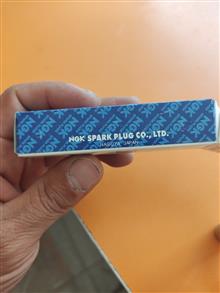 NGK SPARK PLUG CO., LTD.
NAGOYA JAPAN